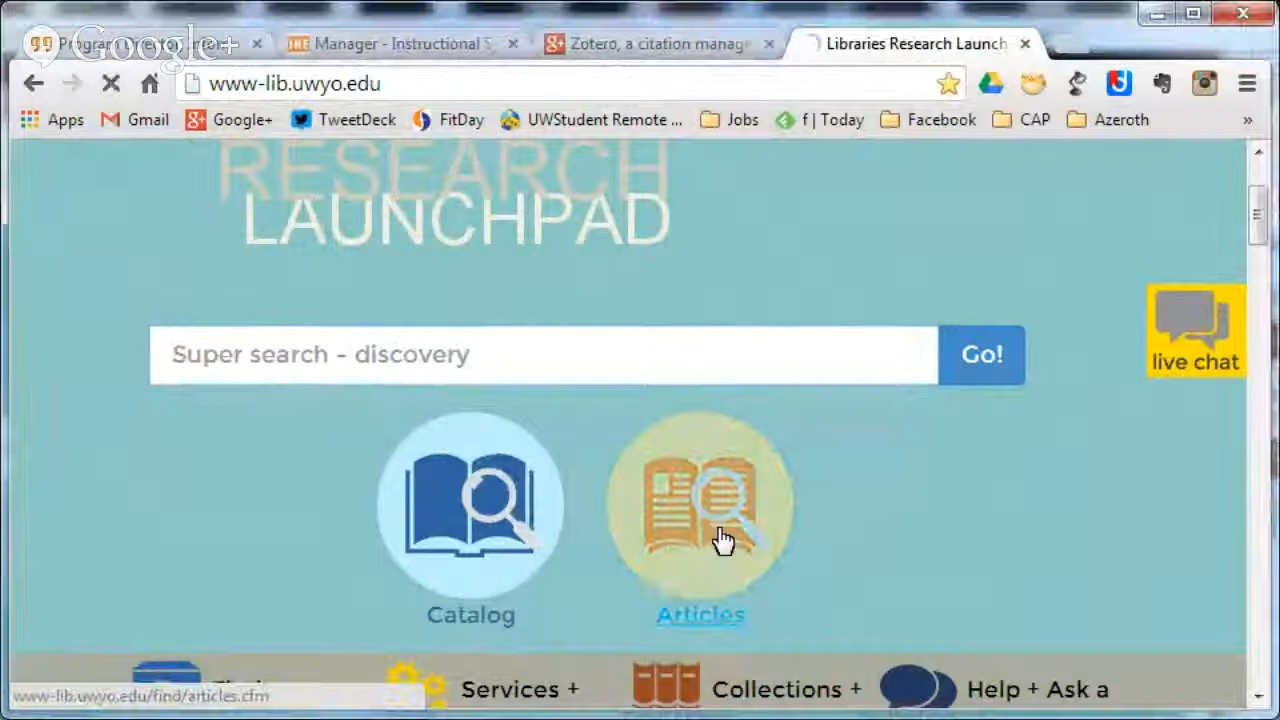 Google+
Manager - Instructional S
Zotero, a citation manag
Libraries Research Launch
www-lib.uwyo.edu
Apps
Gmail
Google+
TweetDeck
FitDay
UWStudent Remote ...
Jobs
f | Today
Facebook
CAP
Azeroth
»
RESEARCH
LAUNCHPAD
Super search - discovery
Go!
live chat
Catalog
Articles
Services +
Collections +
Help + Ask a
www-lib.uwyo.edu/find/articles.cfm